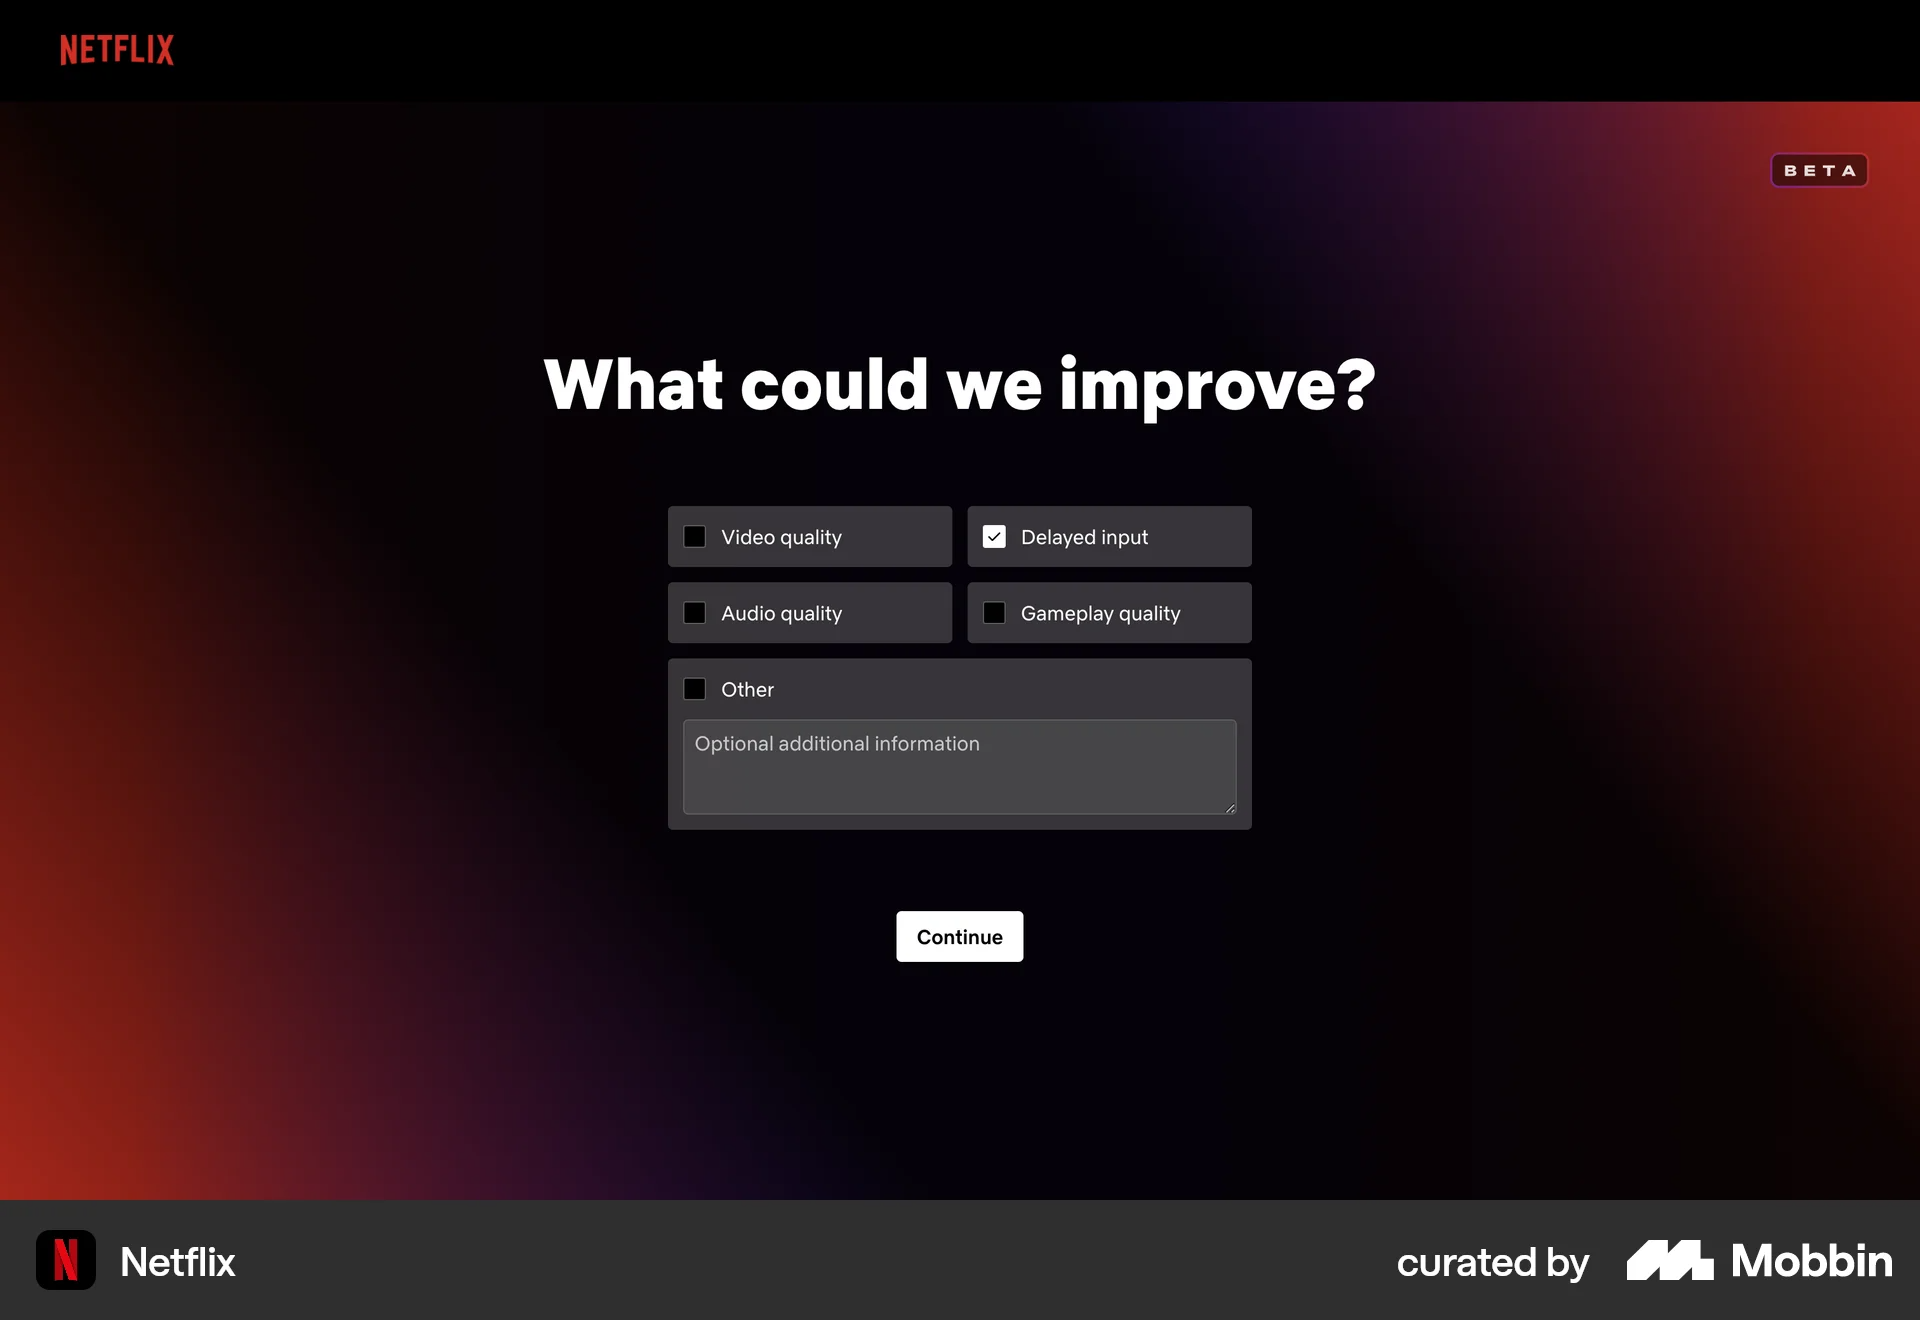 NETFLIX
BETA
What could we improve?
Video quality
Delayed input
Audio quality
Gameplay quality
Other
Optional additional information
Continue
Netflix
curated by Mobbin